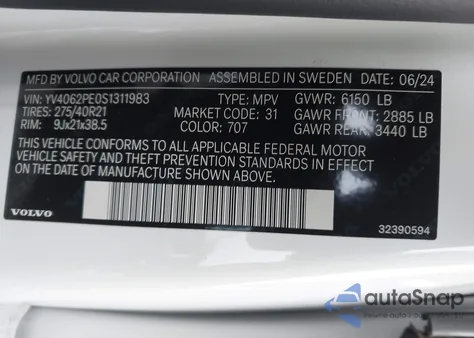 MFD BY VOLVO CAR CORPORATION ASSEMBLED IN SWEDEN DATE: 06/24
VIN: YV4062PE0S1311983 TYPE: MPV GVWR: 6150 LB
TIRES: 275/40R21 MARKET CODE: 31 GAWR FRONT: 2885 LB
RIM: 9Jx21x38.5 COLOR: 707 GAWR REAR: 3440 LB
THIS VEHICLE CONFORMS TO ALL APPLICABLE FEDERAL MOTOR
VEHICLE SAFETY AND THEFT PREVENTION STANDARDS IN EFFECT
ON THE DATE OF MANUFACTURE SHOWN ABOVE.
VOLVO 32390594
autoSnap